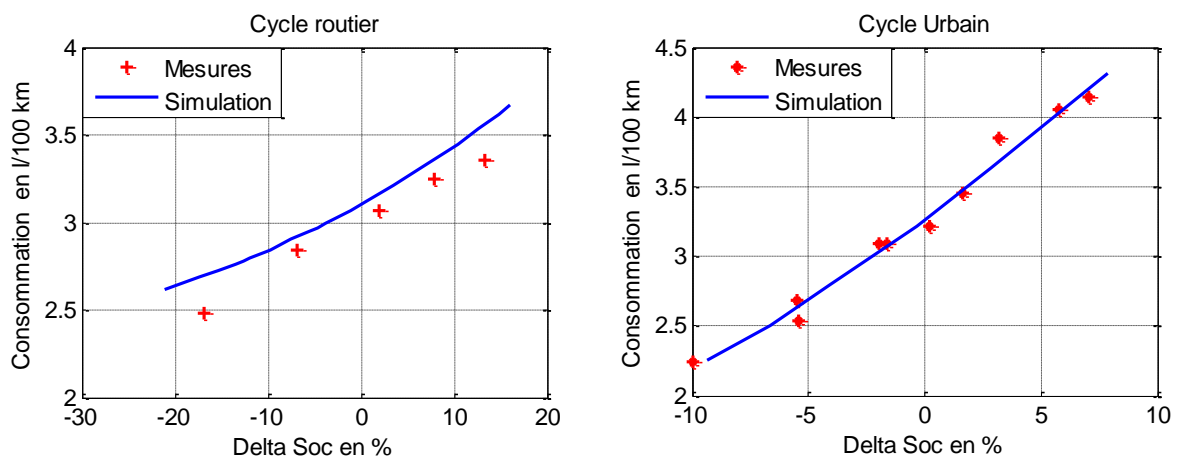 Cycle routier
4
3.5
3
2.5
2
Consommation en l/100 km
Mesures
Simulation
-30
-20
-10
0
10
20
Delta Soc en %
Cycle Urbain
4.5
4
3.5
3
2.5
2
Consommation en l/100 km
Mesures
Simulation
-10
-5
0
5
10
Delta Soc en %